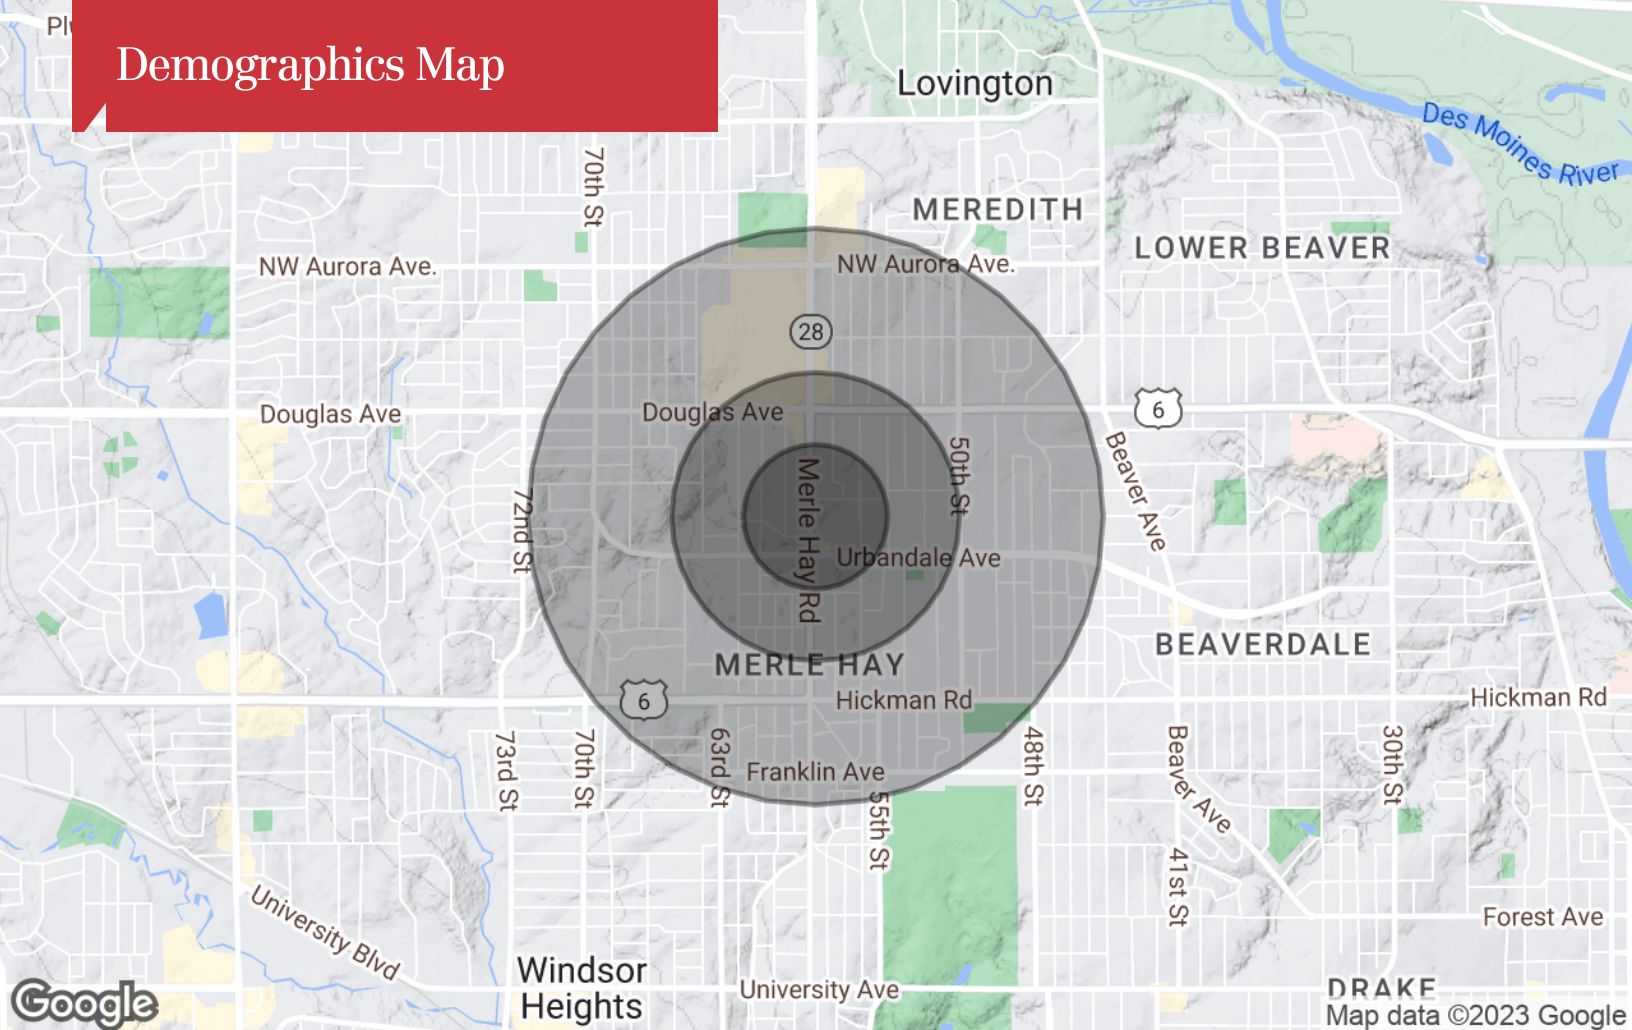 Demographics Map
Lovington
Des Moines River
70th St
MEREDITH
LOWER BEAVER
NW Aurora Ave.
NW Aurora Ave.
28
Douglas Ave
Douglas Ave
6
50th St
Beaver Ave
72nd St
Merle Hay Rd
Urbandale Ave
MERLE HAY
BEAVERDALE
6
Hickman Rd
Hickman Rd
73rd St
70th St
63rd St
48th St
Beaver Ave
30th St
Franklin Ave
55th St
41st St
University Blvd
Forest Ave
Windsor
Heights
University Ave
DRAKE
Google
Map data ©2023 Google